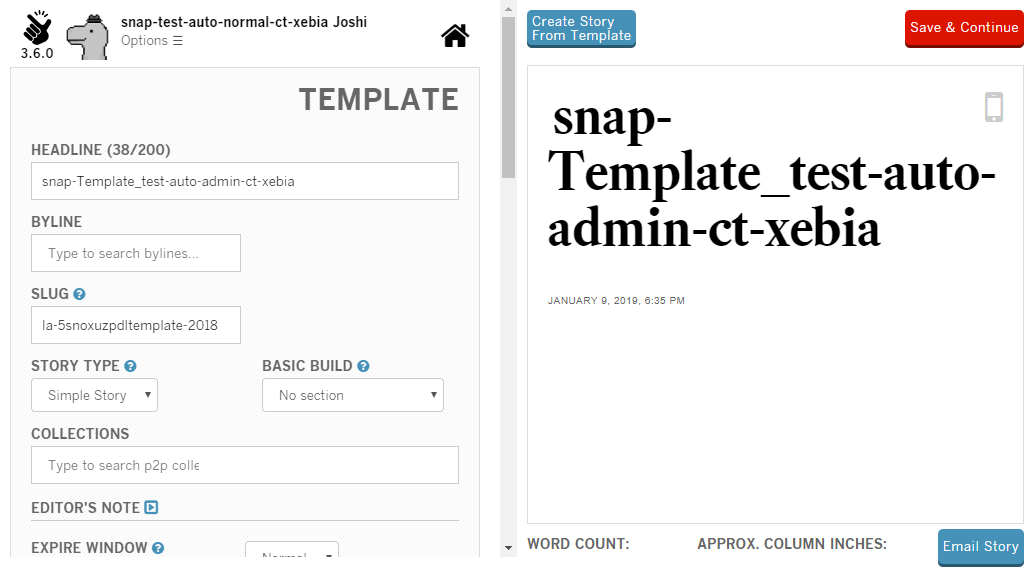 3.6.0
snap-test-auto-normal-ct-xebia Joshi
Options ☰
TEMPLATE
HEADLINE (38/200)
snap-Template_test-auto-admin-ct-xebia
BYLINE
Type to search bylines...
SLUG
la-5snoxuzpdltemplate-2018
STORY TYPE
BASIC BUILD
Simple Story
No section
COLLECTIONS
Type to search p2p colle
EDITOR'S NOTE
EXPIRE WINDOW
Normal
Create Story
From Template
Save & Continue
snap-
Template_test-auto-
admin-ct-xebia
JANUARY 9, 2019, 6:35 PM
WORD COUNT:
APPROX. COLUMN INCHES:
Email Story